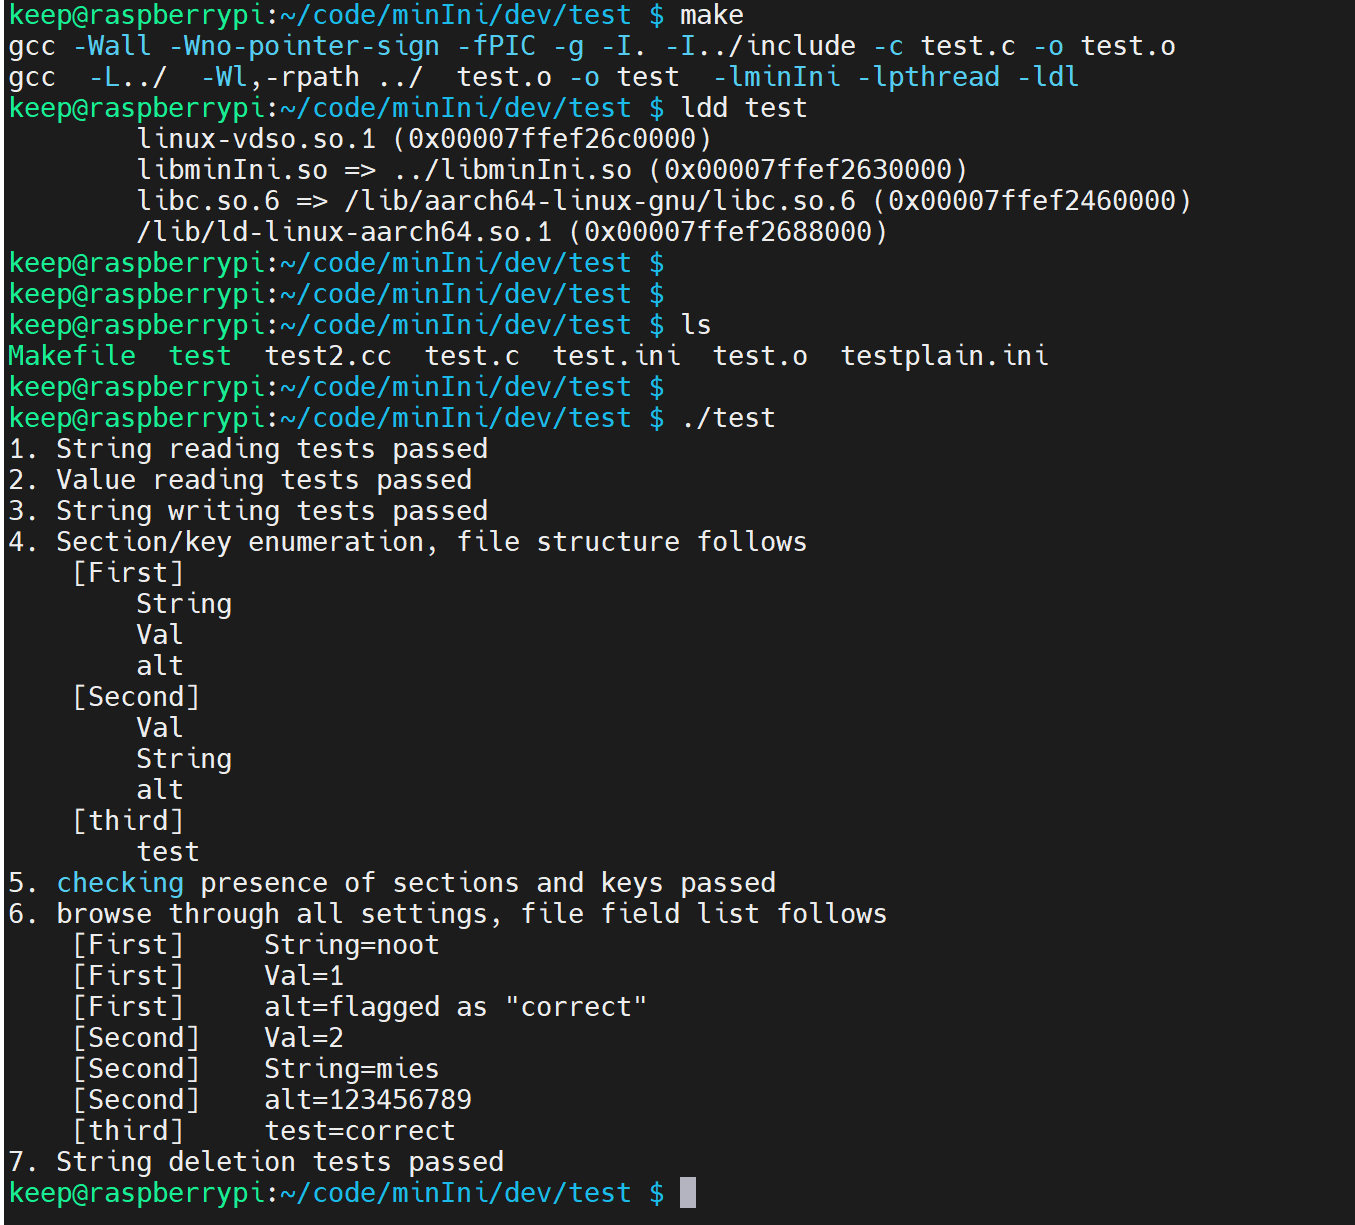 keep@raspberrypi:~/code/minIni/dev/test $ make
gcc -Wall -Wno-pointer-sign -fPIC -g -I. -I../include -c test.c -o test.o
gcc  -L../  -Wl,-rpath ../  test.o -o test  -lminIni -lpthread -ldl
keep@raspberrypi:~/code/minIni/dev/test $ ldd test
        linux-vdso.so.1 (0x00007ffef26c0000)
        libminIni.so => ../libminIni.so (0x00007ffef2630000)
        libc.so.6 => /lib/aarch64-linux-gnu/libc.so.6 (0x00007ffef2460000)
        /lib/ld-linux-aarch64.so.1 (0x00007ffef2688000)
keep@raspberrypi:~/code/minIni/dev/test $
keep@raspberrypi:~/code/minIni/dev/test $
keep@raspberrypi:~/code/minIni/dev/test $ ls
Makefile  test  test2.cc  test.c  test.ini  test.o  testplain.ini
keep@raspberrypi:~/code/minIni/dev/test $
keep@raspberrypi:~/code/minIni/dev/test $ ./test
1. String reading tests passed
2. Value reading tests passed
3. String writing tests passed
4. Section/key enumeration, file structure follows
    [First]
        String
        Val
        alt
    [Second]
        Val
        String
        alt
    [third]
        test
5. checking presence of sections and keys passed
6. browse through all settings, file field list follows
    [First]     String=noot
    [First]     Val=1
    [First]     alt=flagged as "correct"
    [Second]    Val=2
    [Second]    String=mies
    [Second]    alt=123456789
    [third]     test=correct
7. String deletion tests passed
keep@raspberrypi:~/code/minIni/dev/test $